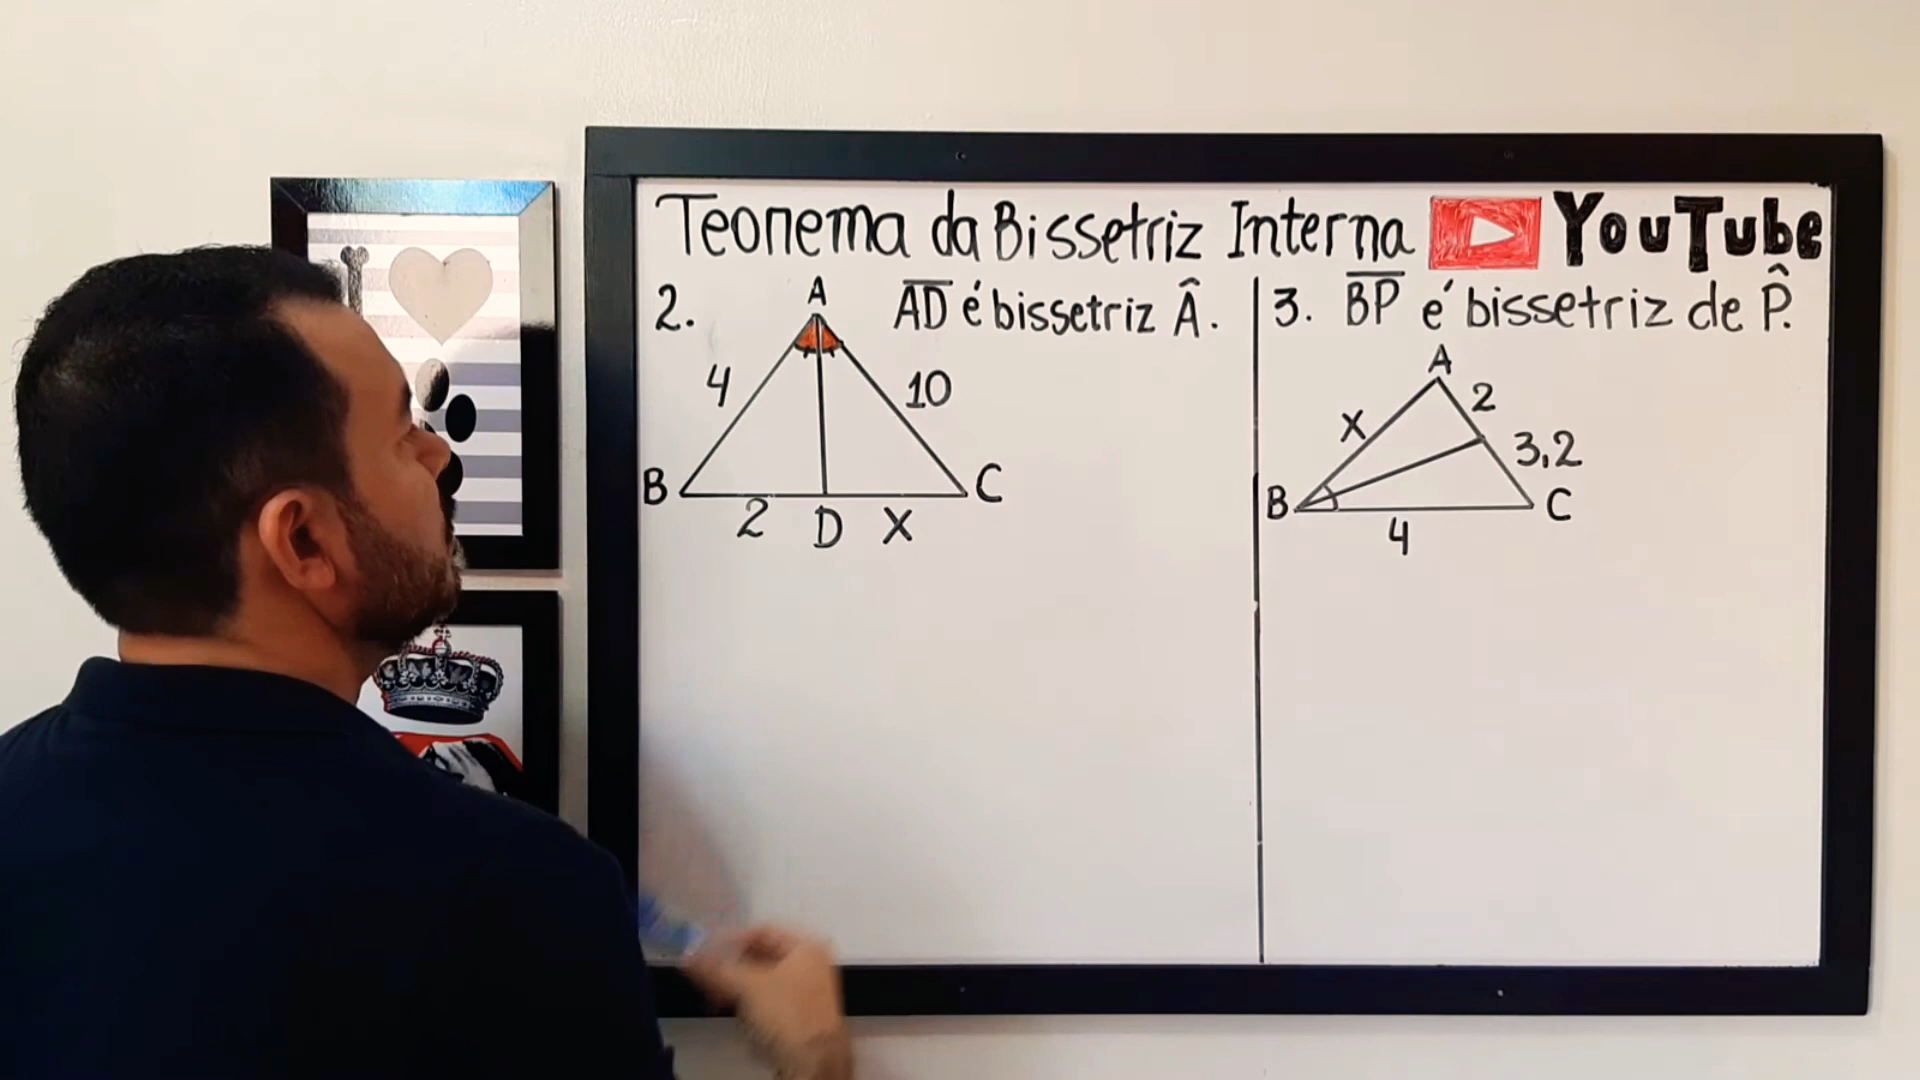 Teorema da Bissetriz Interna YouTube
2. AD é bissetriz Â.
A
4
10
B
C
2
D
X
3. BP é bissetriz de P̂.
A
X
2
3,2
B
C
4
I